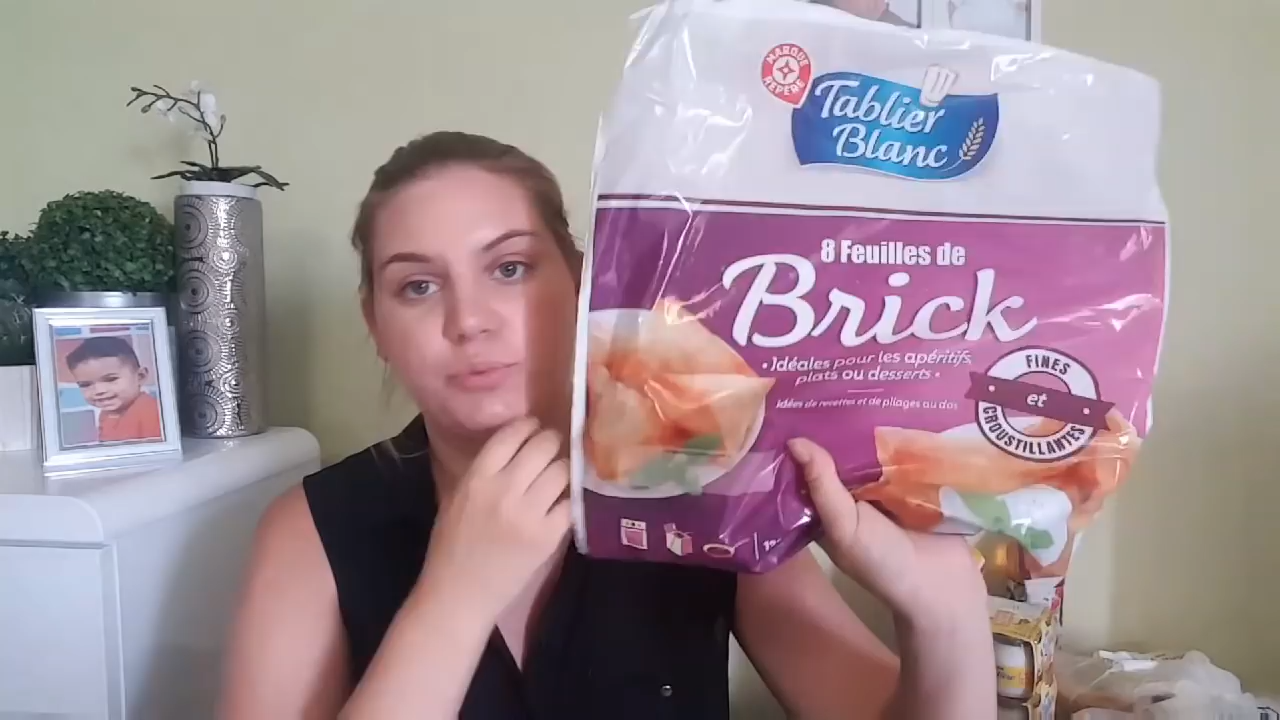 MARQUE
REPÈRE
Tablier
Blanc
8 Feuilles de
Brick
• Idéales pour les apéritifs,
plats ou desserts •
Idées de recettes et de pliages au dos
FINES
et
CROUSTILLANTES